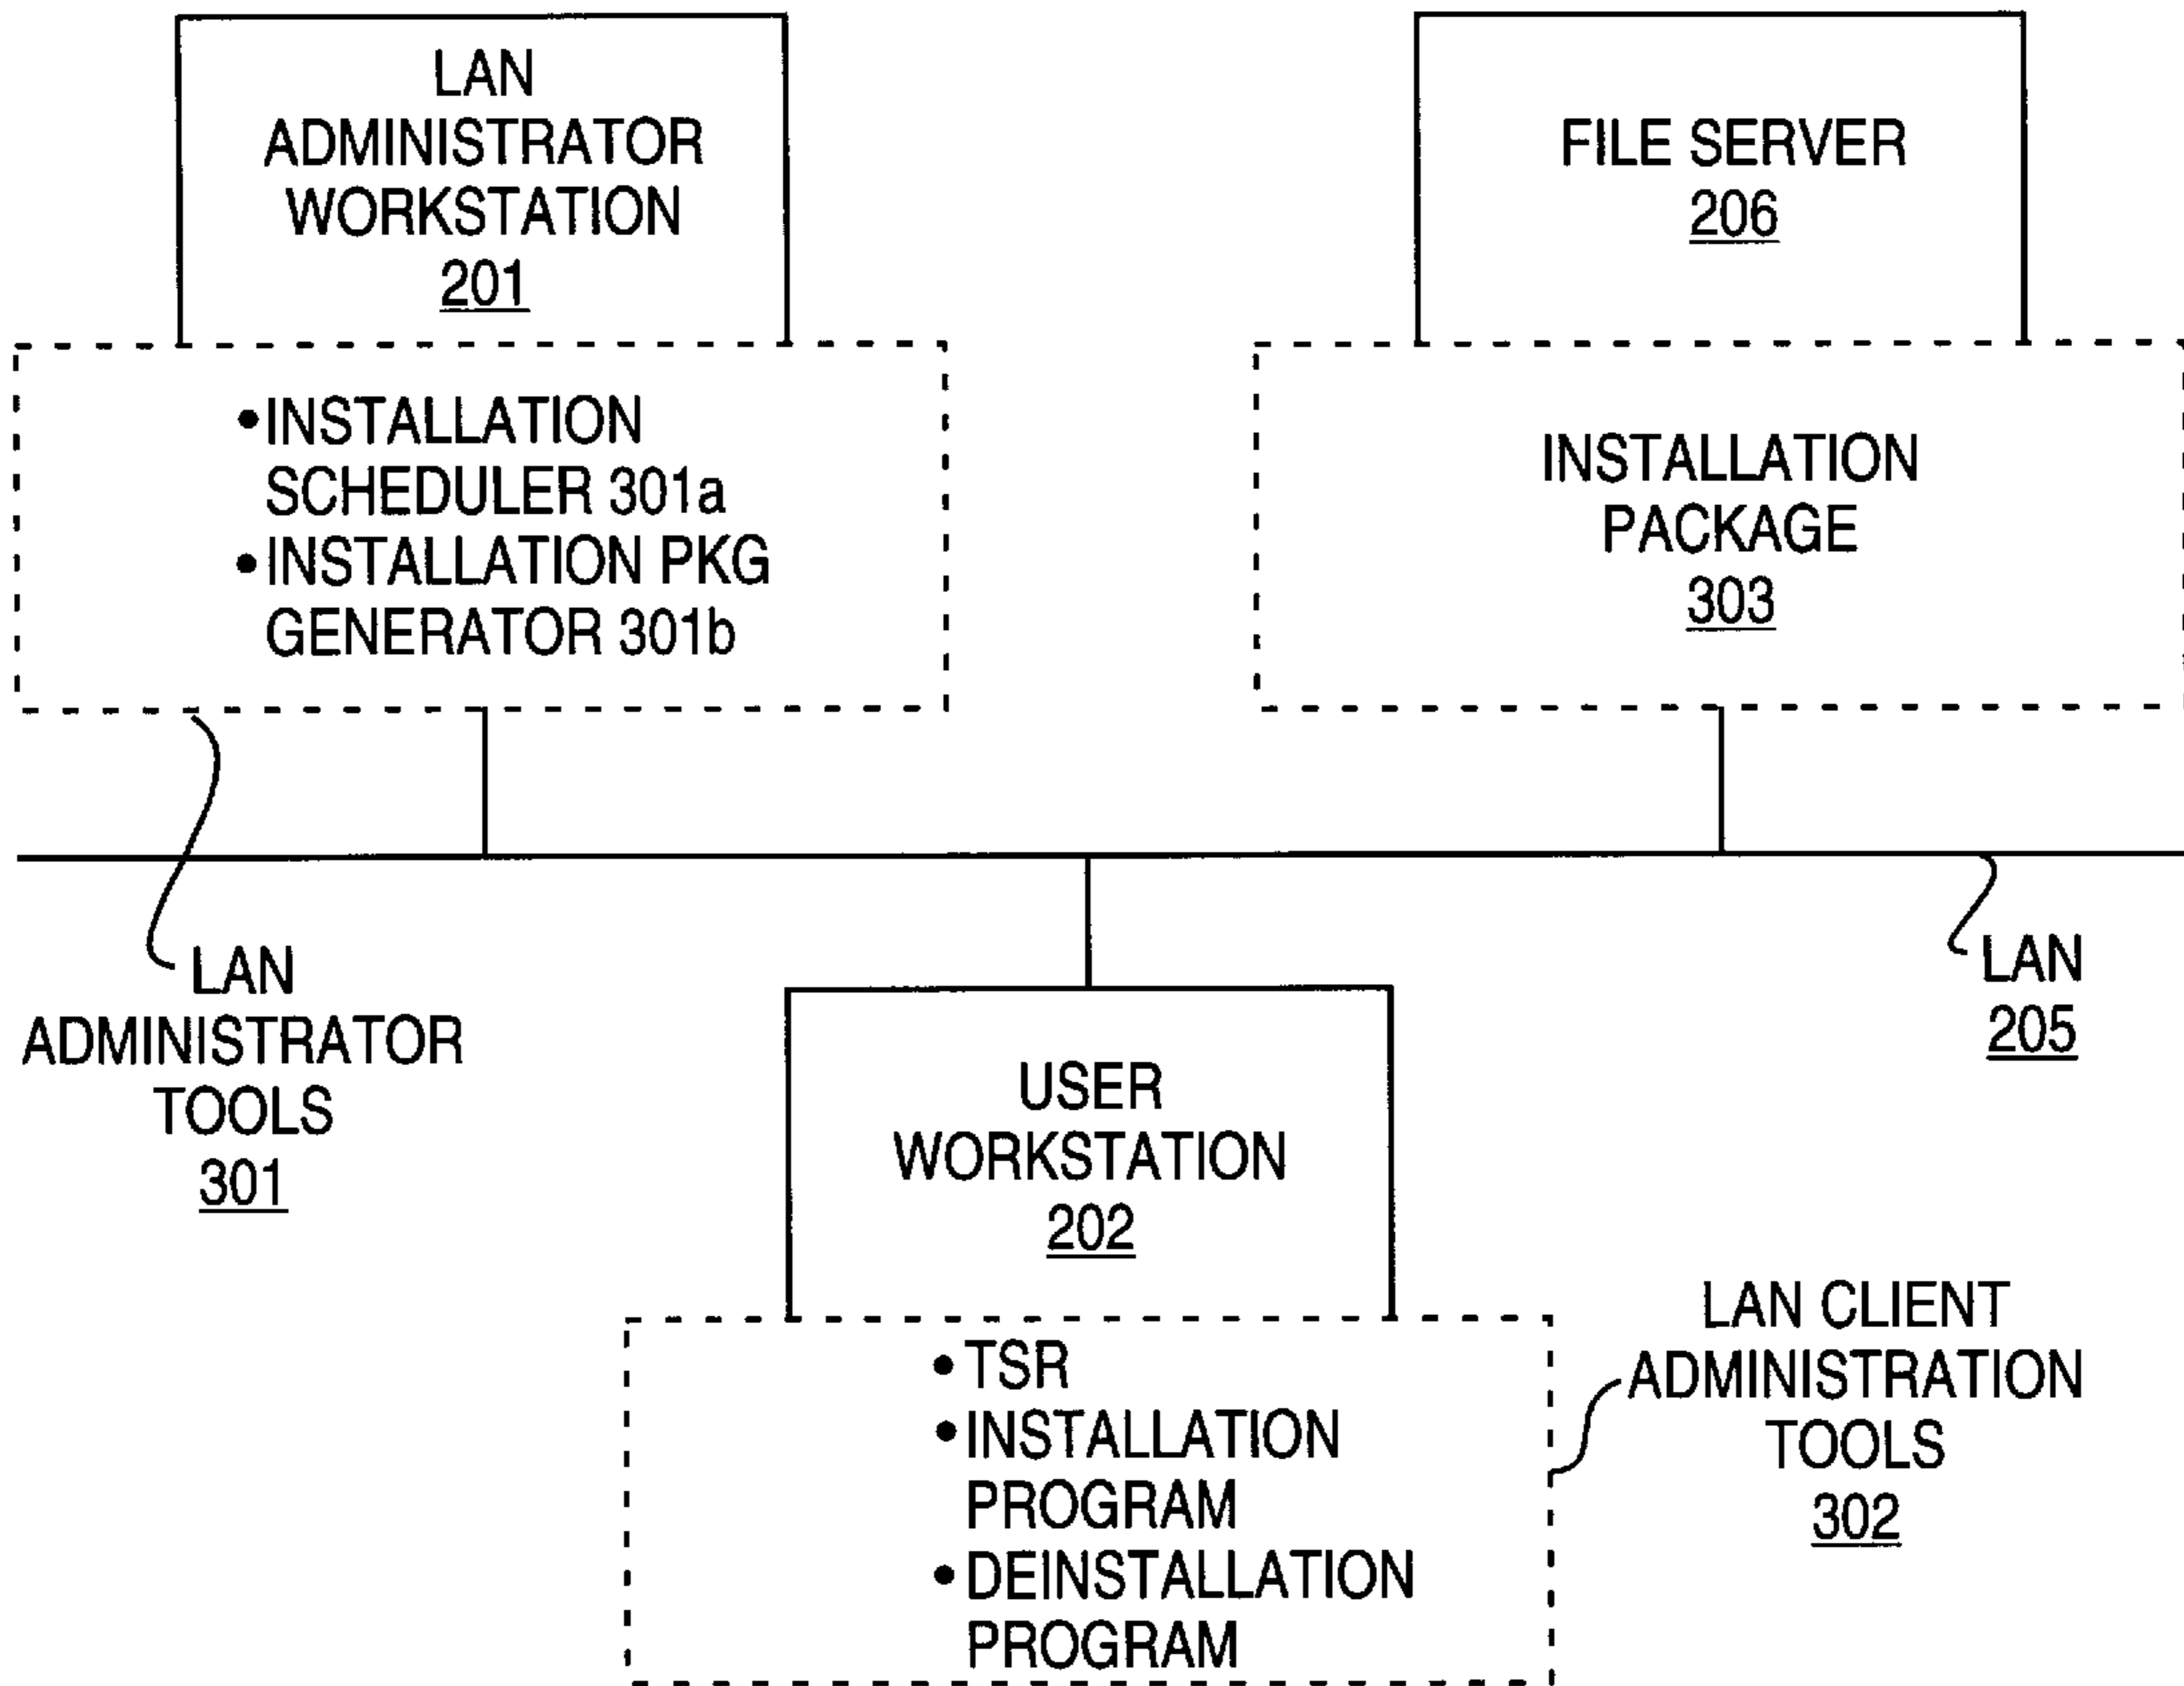 LAN
ADMINISTRATOR
WORKSTATION
201
FILE SERVER
206
•INSTALLATION
SCHEDULER 301a
•INSTALLATION PKG
GENERATOR 301b
INSTALLATION
PACKAGE
303
LAN
ADMINISTRATOR
TOOLS
301
LAN
205
USER
WORKSTATION
202
•TSR
•INSTALLATION
PROGRAM
•DEINSTALLATION
PROGRAM
LAN CLIENT
ADMINISTRATION
TOOLS
302